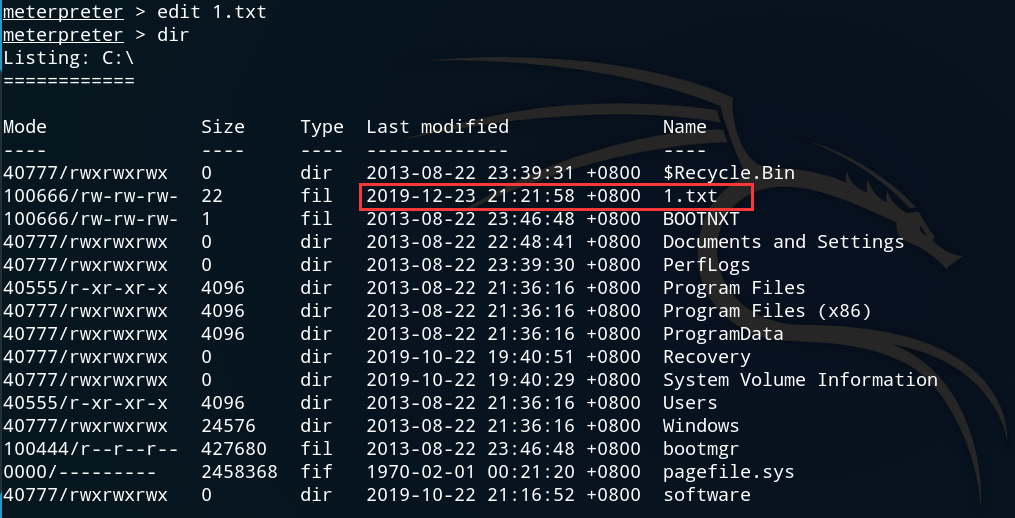 meterpreter > edit 1.txt
meterpreter > dir
Listing: C:\
============
Mode Size Type Last modified Name
---- ---- ---- ------------- ----
40777/rwxrwxrwx 0 dir 2013-08-22 23:39:31 +0800 $Recycle.Bin
100666/rw-rw-rw- 22 fil 2019-12-23 21:21:58 +0800 1.txt
100666/rw-rw-rw- 1 fil 2013-08-22 23:46:48 +0800 BOOTNXT
40777/rwxrwxrwx 0 dir 2013-08-22 22:48:41 +0800 Documents and Settings
40777/rwxrwxrwx 0 dir 2013-08-22 23:39:30 +0800 PerfLogs
40555/r-xr-xr-x 4096 dir 2013-08-22 21:36:16 +0800 Program Files
40777/rwxrwxrwx 4096 dir 2013-08-22 21:36:16 +0800 Program Files (x86)
40777/rwxrwxrwx 4096 dir 2013-08-22 21:36:16 +0800 ProgramData
40777/rwxrwxrwx 0 dir 2019-10-22 19:40:51 +0800 Recovery
40777/rwxrwxrwx 0 dir 2019-10-22 19:40:29 +0800 System Volume Information
40555/r-xr-xr-x 4096 dir 2013-08-22 21:36:16 +0800 Users
40777/rwxrwxrwx 24576 dir 2013-08-22 21:36:16 +0800 Windows
100444/r--r--r-- 427680 fil 2013-08-22 23:46:48 +0800 bootmgr
0000/--------- 2458368 fif 1970-02-01 00:21:20 +0800 pagefile.sys
40777/rwxrwxrwx 0 dir 2019-10-22 21:16:52 +0800 software